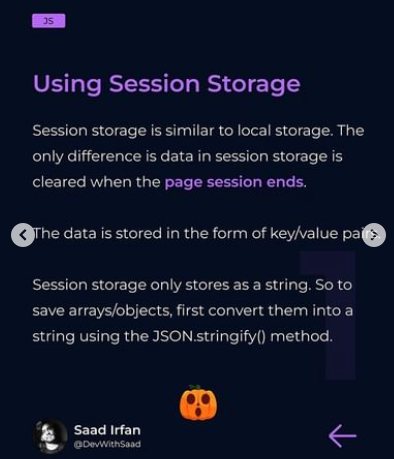 JS
Using Session Storage
Session storage is similar to local storage. The
only difference is data in session storage is
cleared when the page session ends.
The data is stored in the form of key/value pairs.
Session storage only stores as a string. So to
save arrays/objects, first convert them into a
string using the JSON.stringify() method.
1
Saad Irfan
@DevWithSaad